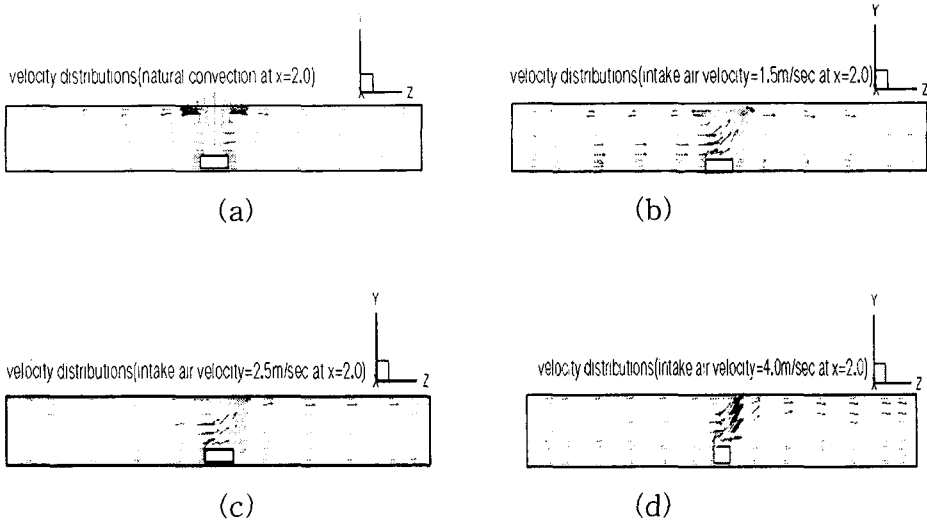 Y
Z
X
velocity distributions(natural convection at x=2.0)
velocity distributions(intake air velocity=1.5m/sec at x=2.0)
Z
(a)
(b)
Y
Y
velocity distributions(intake air velocity=2.5m/sec at x=2.0)
X
Z
velocity distributions(intake air velocity=4.0m/sec at x=2.0)
X
Z
(c)
(d)